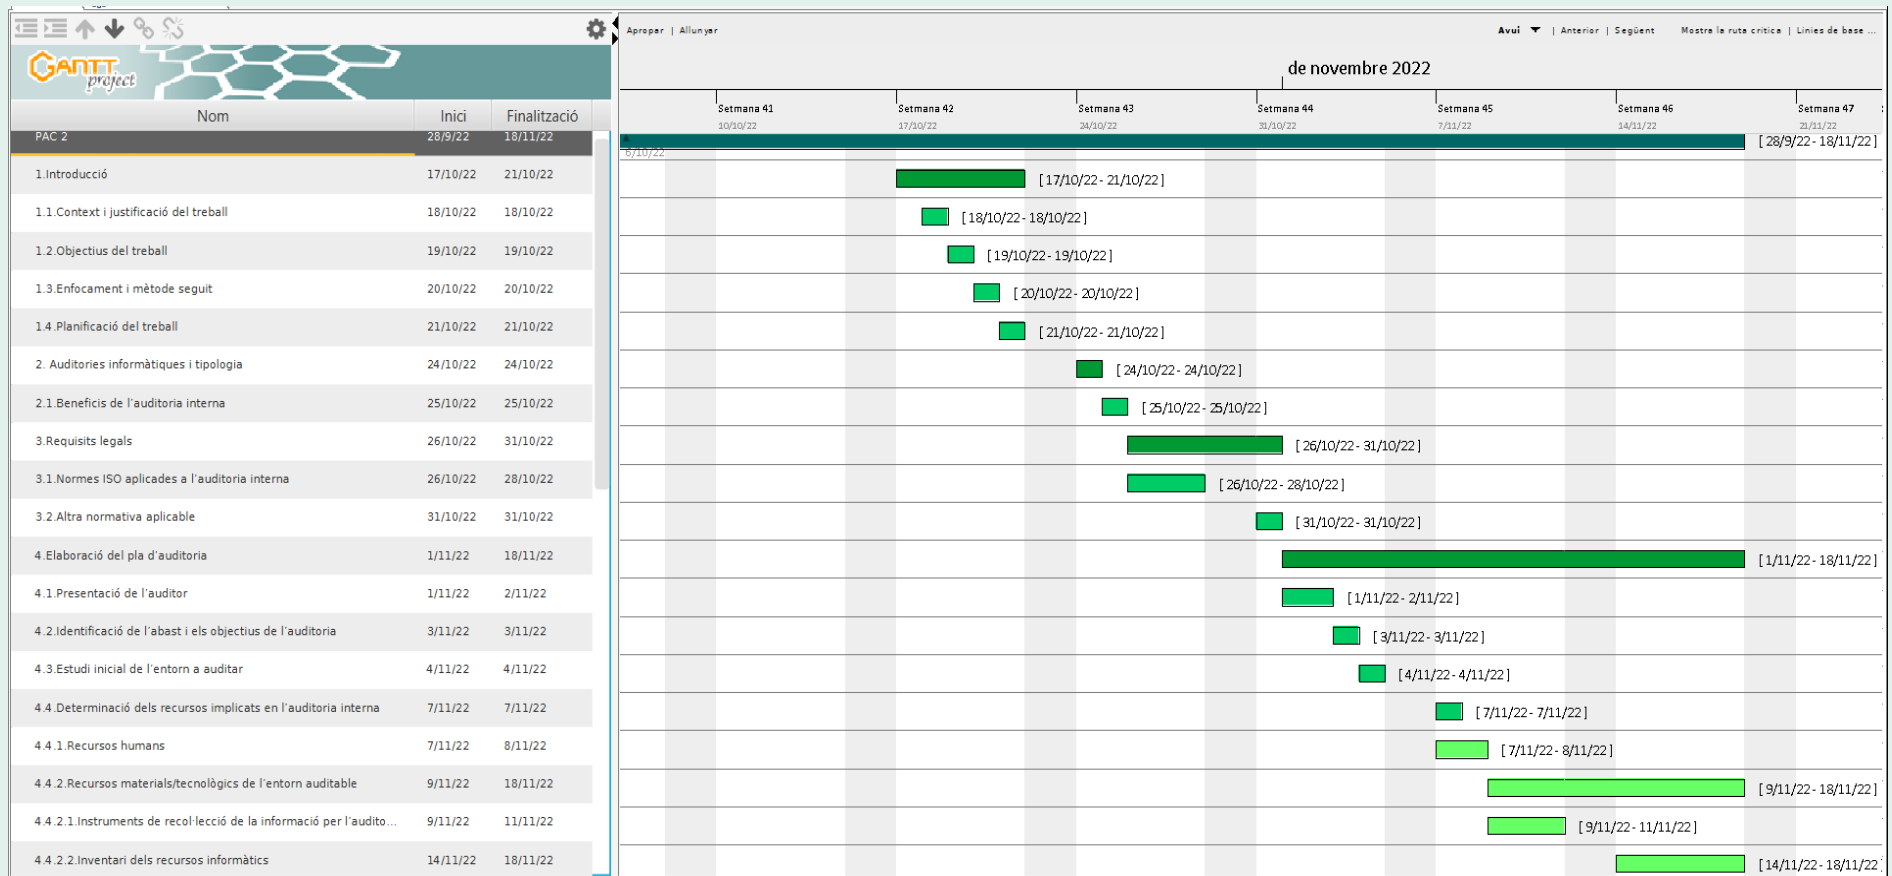 Apropar | Allunyar
Avui ▼ | Anterior | Següent Mostra la ruta crítica | Línies de base ...
GANTT
project
de novembre 2022
Nom Inici Finalització
Setmana 41 Setmana 42 Setmana 43 Setmana 44 Setmana 45 Setmana 46 Setmana 47
10/10/22 17/10/22 24/10/22 31/10/22 7/11/22 14/11/22 21/11/22
PAC 2 28/9/22 18/11/22 [ 28/9/22 - 18/11/22 ]
6/10/22
1.Introducció 17/10/22 21/10/22 [ 17/10/22 - 21/10/22 ]
1.1.Context i justificació del treball 18/10/22 18/10/22 [ 18/10/22 - 18/10/22 ]
1.2.Objectius del treball 19/10/22 19/10/22 [ 19/10/22 - 19/10/22 ]
1.3.Enfocament i mètode seguit 20/10/22 20/10/22 [ 20/10/22 - 20/10/22 ]
1.4.Planificació del treball 21/10/22 21/10/22 [ 21/10/22 - 21/10/22 ]
2. Auditories informàtiques i tipologia 24/10/22 24/10/22 [ 24/10/22 - 24/10/22 ]
2.1.Beneficis de l'auditoria interna 25/10/22 25/10/22 [ 25/10/22 - 25/10/22 ]
3.Requisits legals 26/10/22 31/10/22 [ 26/10/22 - 31/10/22 ]
3.1.Normes ISO aplicades a l'auditoria interna 26/10/22 28/10/22 [ 26/10/22 - 28/10/22 ]
3.2.Altra normativa aplicable 31/10/22 31/10/22 [ 31/10/22 - 31/10/22 ]
4.Elaboració del pla d'auditoria 1/11/22 18/11/22 [ 1/11/22 - 18/11/22 ]
4.1.Presentació de l'auditor 1/11/22 2/11/22 [ 1/11/22 - 2/11/22 ]
4.2.Identificació de l'abast i els objectius de l'auditoria 3/11/22 3/11/22 [ 3/11/22 - 3/11/22 ]
4.3.Estudi inicial de l'entorn a auditar 4/11/22 4/11/22 [ 4/11/22 - 4/11/22 ]
4.4.Determinació dels recursos implicats en l'auditoria interna 7/11/22 7/11/22 [ 7/11/22 - 7/11/22 ]
4.4.1.Recursos humans 7/11/22 8/11/22 [ 7/11/22 - 8/11/22 ]
4.4.2.Recursos materials/tecnològics de l'entorn auditable 9/11/22 18/11/22 [ 9/11/22 - 18/11/22 ]
4.4.2.1.Instruments de recol·lecció de la informació per l'audito... 9/11/22 11/11/22 [ 9/11/22 - 11/11/22 ]
4.4.2.2.Inventari dels recursos informàtics 14/11/22 18/11/22 [ 14/11/22 - 18/11/22